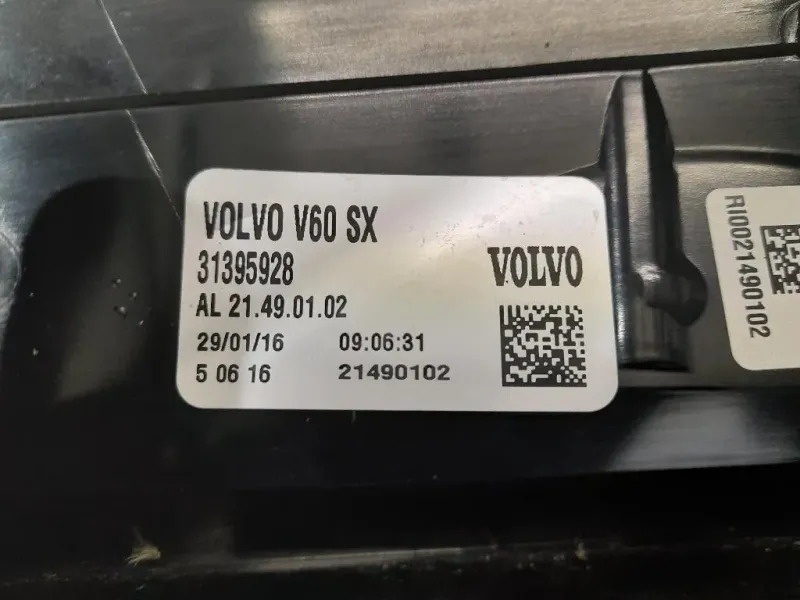 VOLVO V60 SX
31395928
VOLVO
AL 21.49.01.02
29/01/16 09:06:31
5 06 16 21490102
RI0021490102